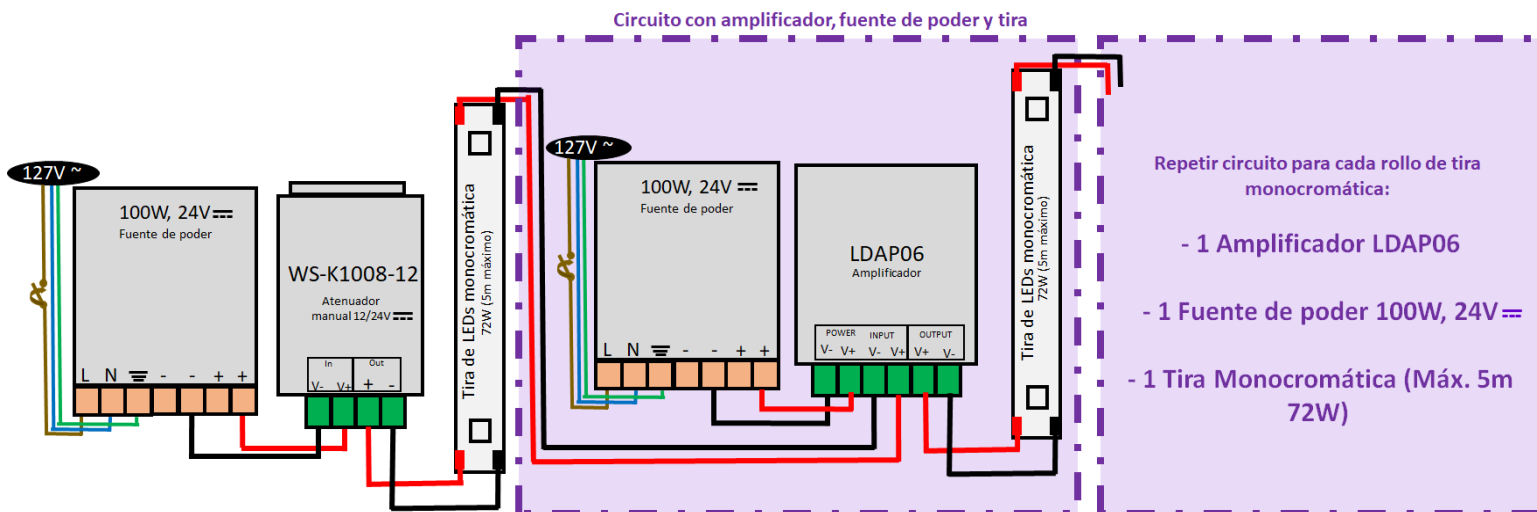 Circuito con amplificador, fuente de poder y tira
127V ~
100W, 24V
Fuente de poder
L N - - + +
WS-K1008-12
Atenuador
manual 12/24V
In Out
V- V+ + -
Tira de LEDs monocromática
72W (5m máximo)
127V ~
100W, 24V
Fuente de poder
L N - - + +
LDAP06
Amplificador
POWER INPUT OUTPUT
V- V+ V- V+ V+ V-
Tira de LEDs monocromática
72W (5m máximo)
Repetir circuito para cada rollo de tira
monocromática:
- 1 Amplificador LDAP06
- 1 Fuente de poder 100W, 24V
- 1 Tira Monocromática (Máx. 5m
72W)